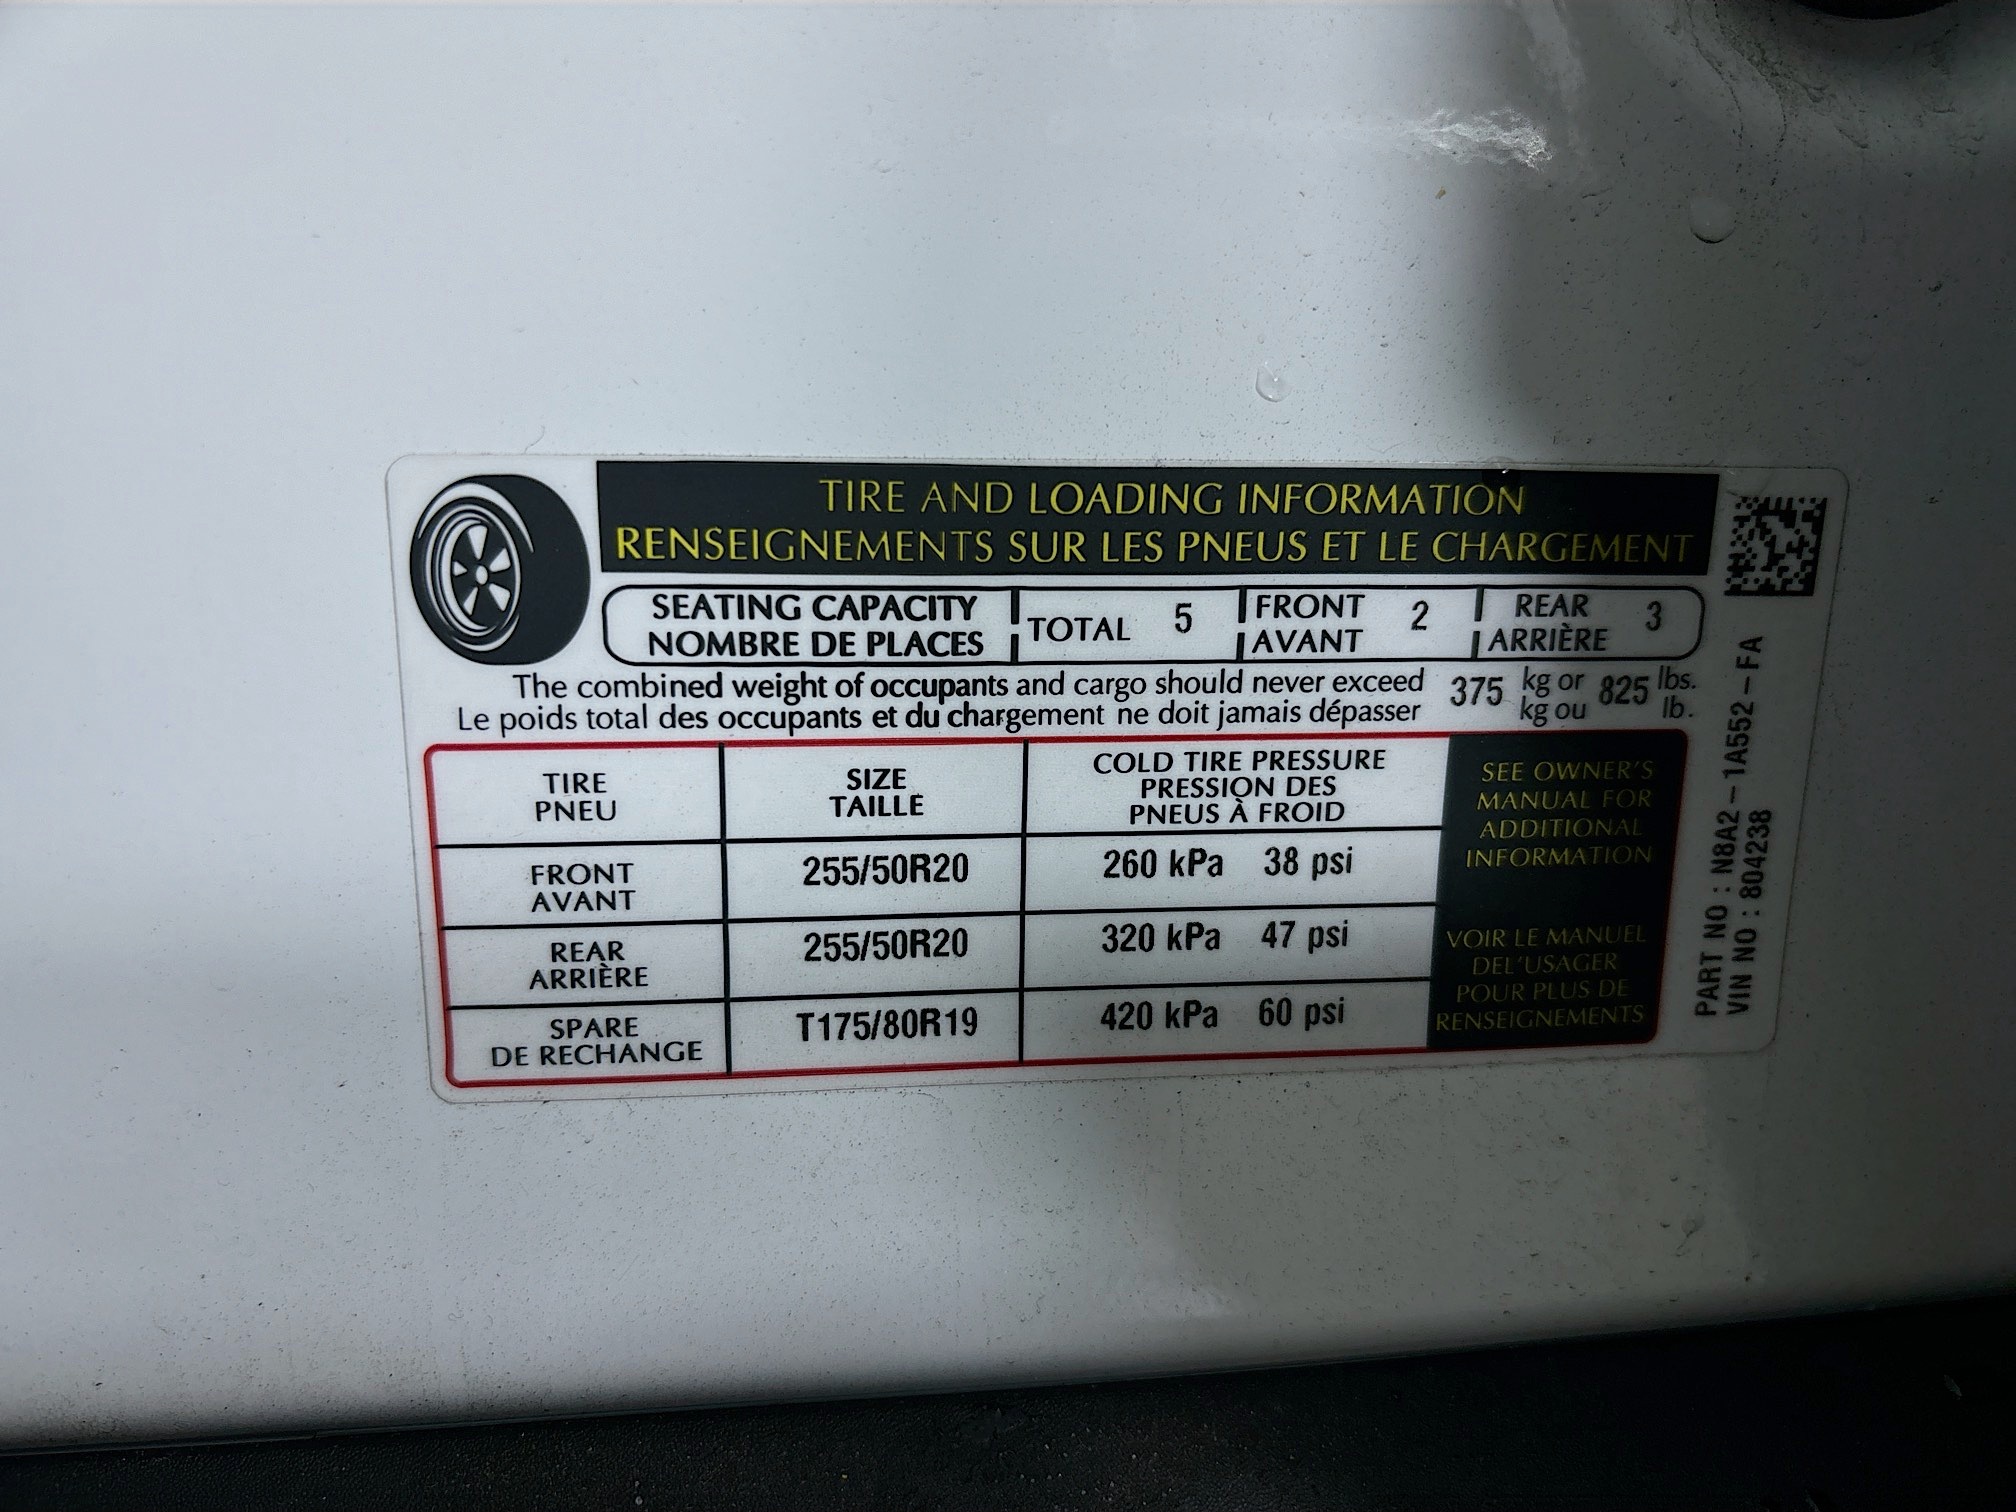 TIRE AND LOADING INFORMATION
RENSEIGNEMENTS SUR LES PNEUS ET LE CHARGEMENT
SEATING CAPACITY
NOMBRE DE PLACES
TOTAL 5
FRONT
AVANT
2
REAR
ARRIÈRE
3
The combined weight of occupants and cargo should never exceed 375 kg or 825 lbs.
Le poids total des occupants et du chargement ne doit jamais dépasser kg ou lb.
TIRE
PNEU
SIZE
TAILLE
COLD TIRE PRESSURE
PRESSION DES
PNEUS À FROID
FRONT
AVANT
255/50R20
260 kPa 38 psi
REAR
ARRIÈRE
255/50R20
320 kPa 47 psi
SPARE
DE RECHANGE
T175/80R19
420 kPa 60 psi
SEE OWNER'S
MANUAL FOR
ADDITIONAL
INFORMATION
VOIR LE MANUEL
DEL'USAGER
POUR PLUS DE
RENSEIGNEMENTS
PART NO : N8A2-1A552-FA
VIN NO : 804238